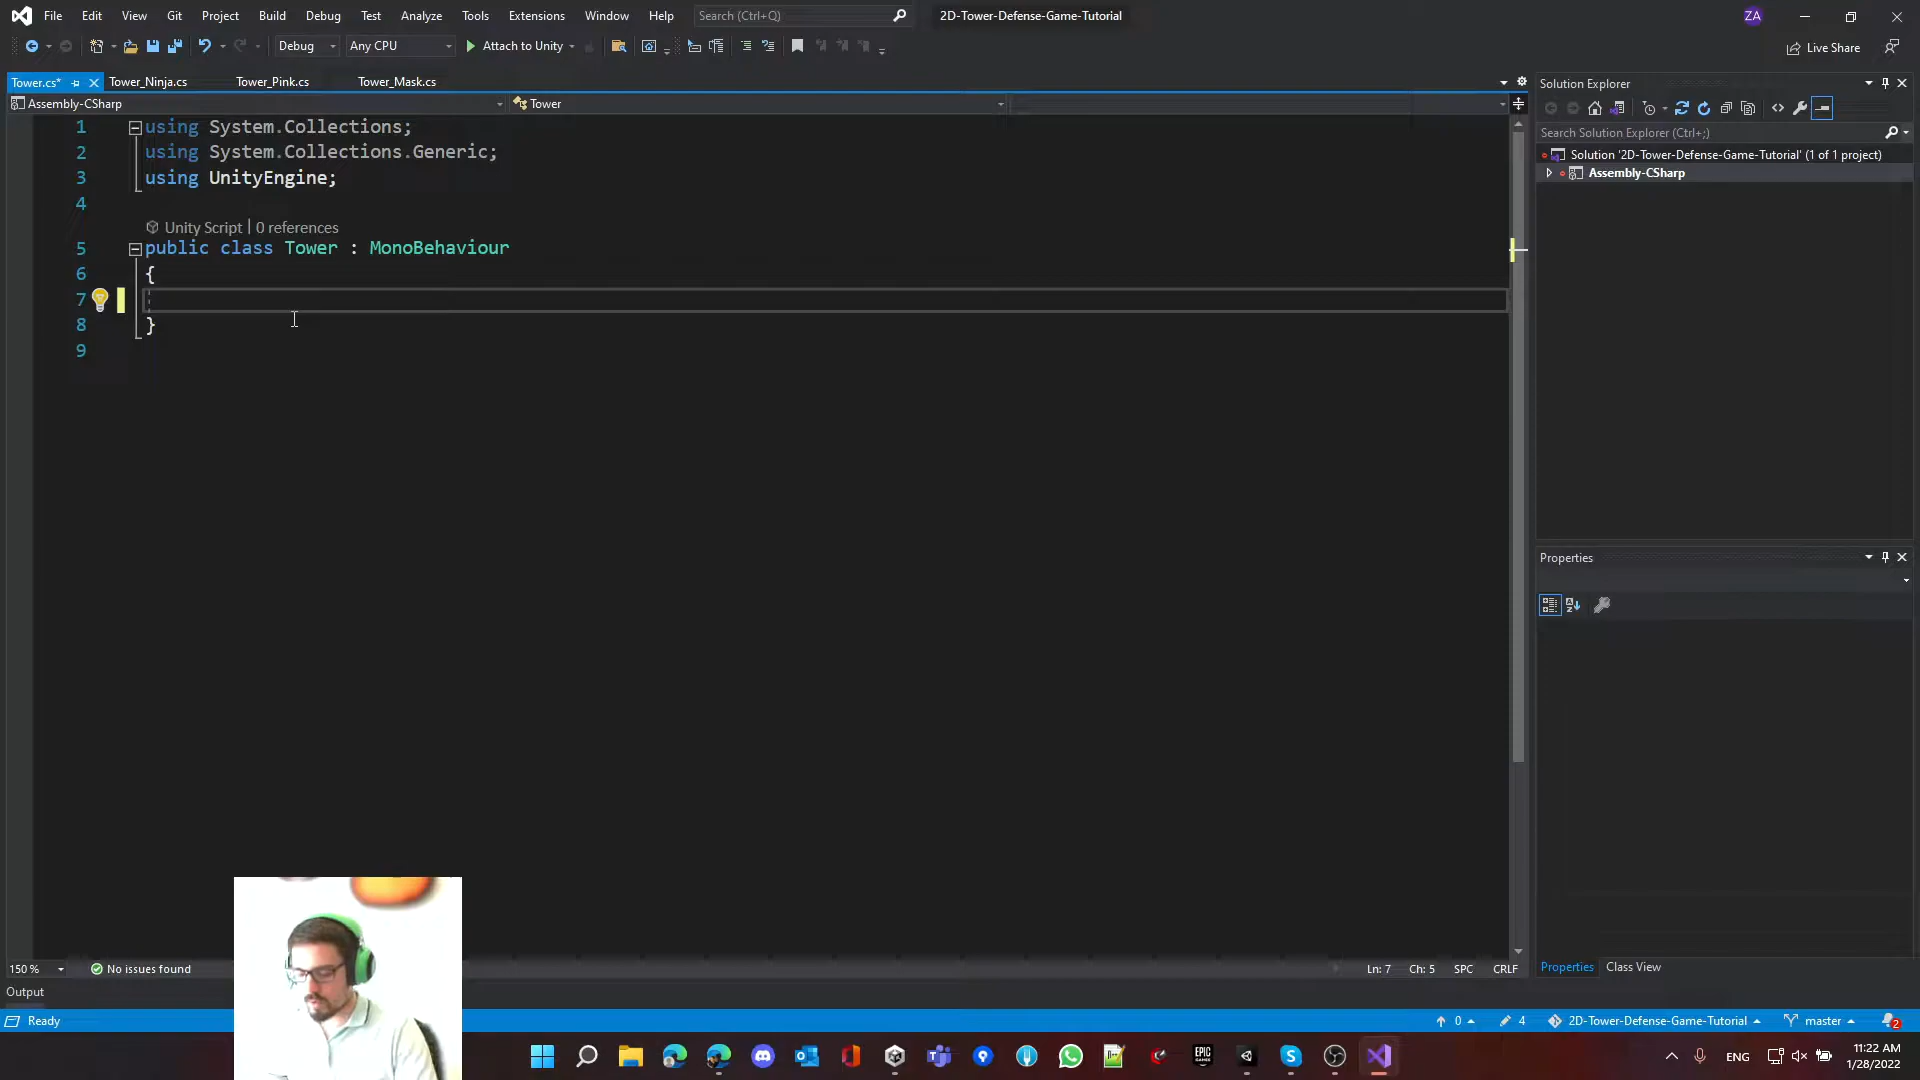 File Edit View Git Project Build Debug Test Analyze Tools Extensions Window Help Search (Ctrl+Q) 2D-Tower-Defense-Game-Tutorial ZA
Debug Any CPU Attach to Unity Live Share
Tower.cs* Tower_Ninja.cs Tower_Pink.cs Tower_Mask.cs
Assembly-CSharp Tower
1 using System.Collections;
2 using System.Collections.Generic;
3 using UnityEngine;
4
Unity Script | 0 references
5 public class Tower : MonoBehaviour
6 {
7
8 }
9
150 % No issues found Ln: 7 Ch: 5 SPC CRLF
Output
Solution Explorer
Search Solution Explorer (Ctrl+;)
Solution '2D-Tower-Defense-Game-Tutorial' (1 of 1 project)
Assembly-CSharp
Properties
Properties Class View
Ready 0 4 2D-Tower-Defense-Game-Tutorial master 2
EPIC GAMES
ENG 11:22 AM
1/28/2022